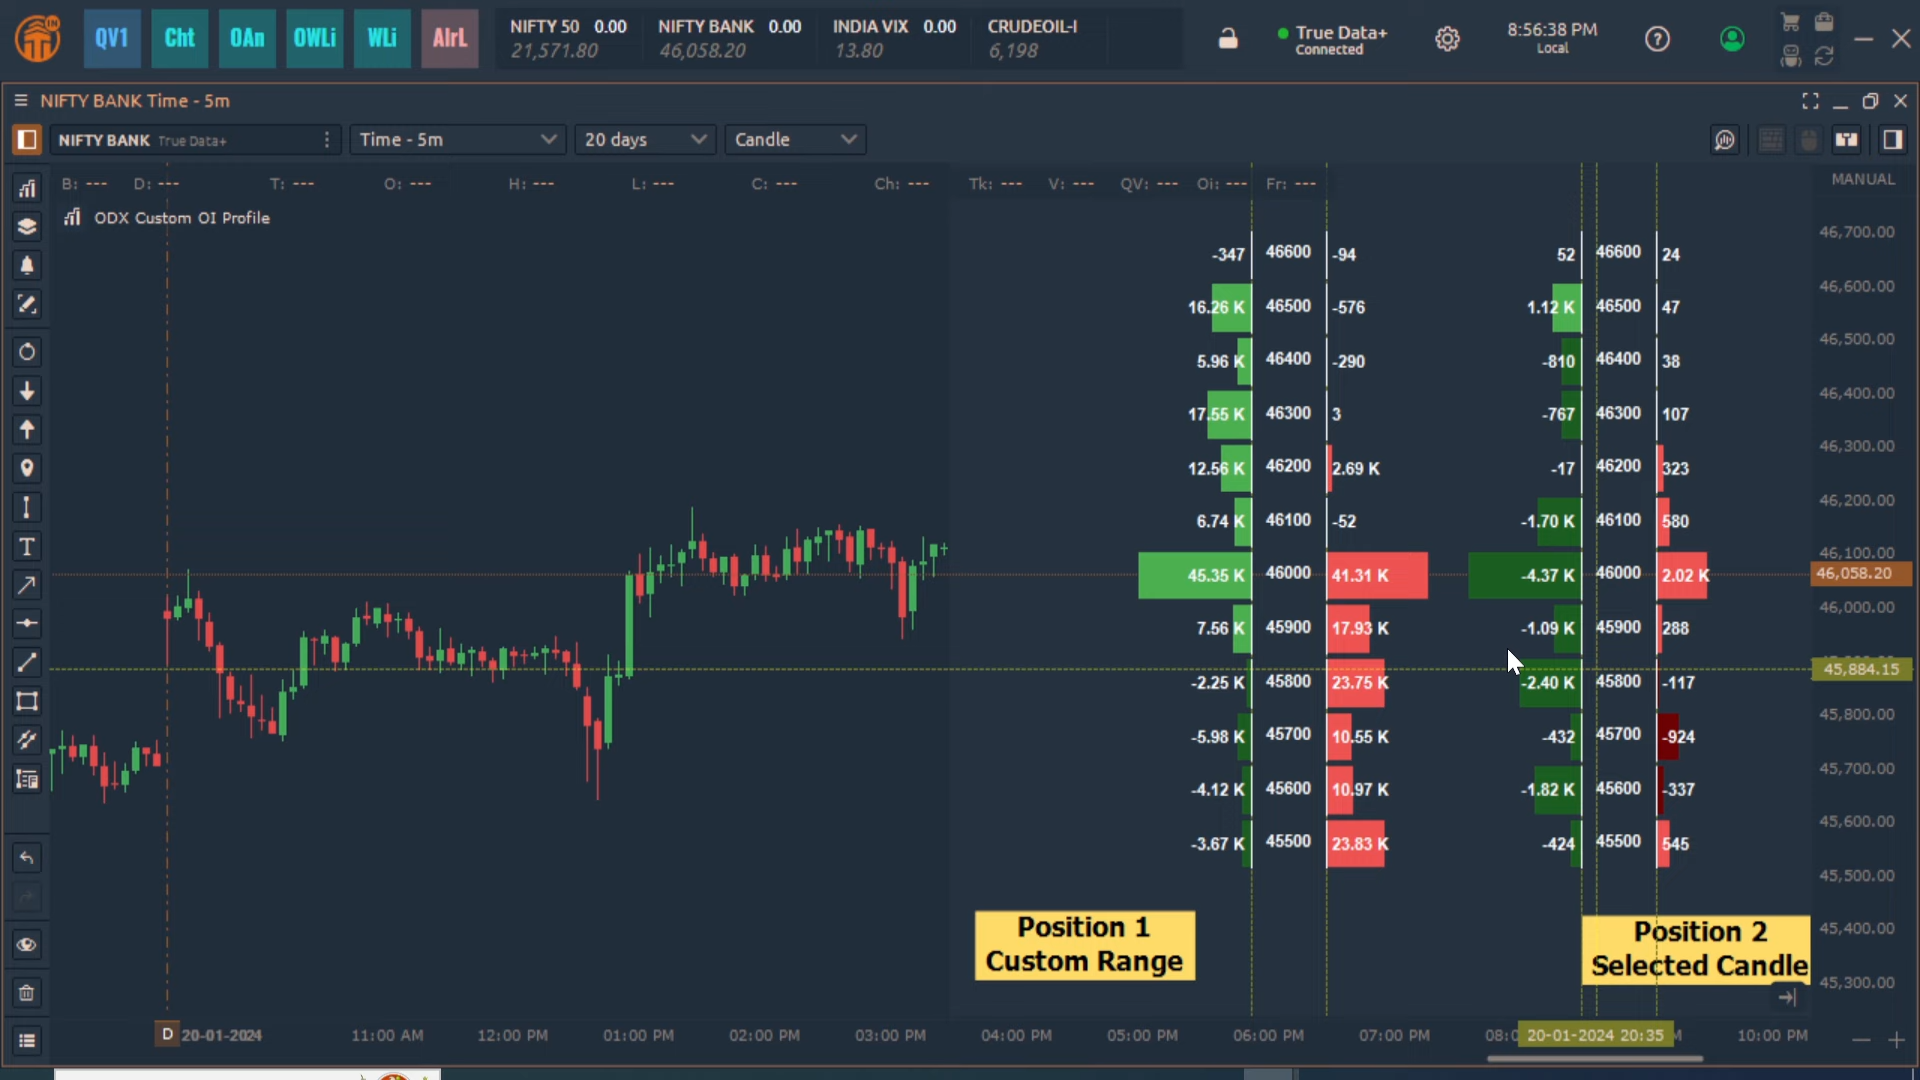 QV1 Cht OAn OWLi WLi AlrL
NIFTY 50 0.00 NIFTY BANK 0.00 INDIA VIX 0.00 CRUDEOIL-I
21,571.80 46,058.20 13.80 6,198
True Data+
Connected
8:56:38 PM
Local
NIFTY BANK Time - 5m
NIFTY BANK True Data+ Time - 5m 20 days Candle
B: --- D: --- T: --- O: --- H: --- L: --- C: --- Ch: --- Tk: --- V: --- QV: --- Oi: --- Fr: --- MANUAL
ODX Custom OI Profile
46,700.00
-347 46600 -94 52 46600 24
46,600.00
16.26 K 46500 -576 1.12 K 46500 47
46,500.00
5.96 K 46400 -290 -810 46400 38
46,400.00
17.55 K 46300 3 -767 46300 107
46,300.00
12.56 K 46200 2.69 K -17 46200 323
46,200.00
6.74 K 46100 -52 -1.70 K 46100 580
46,100.00
45.35 K 46000 41.31 K -4.37 K 46000 2.02 K 46,058.20
46,000.00
7.56 K 45900 17.93 K -1.09 K 45900 288
45,884.15
-2.25 K 45800 23.75 K -2.40 K 45800 -117
45,800.00
-5.98 K 45700 10.55 K -432 45700 -924
45,700.00
-4.12 K 45600 10.97 K -1.82 K 45600 -337
45,600.00
-3.67 K 45500 23.83 K -424 45500 545
45,500.00
Position 1
Custom Range
Position 2
Selected Candle
45,400.00
45,300.00
D 20-01-2024 11:00 AM 12:00 PM 01:00 PM 02:00 PM 03:00 PM 04:00 PM 05:00 PM 06:00 PM 07:00 PM 20-01-2024 20:35 10:00 PM